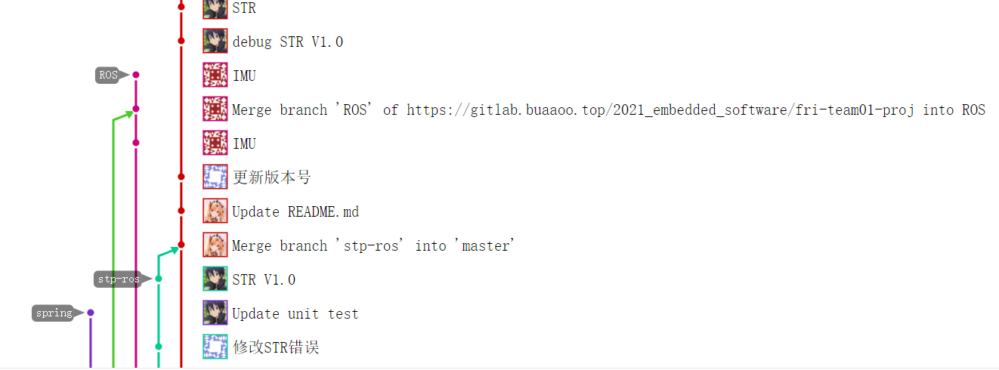 STR
debug STR V1.0
ROS IMU
Merge branch 'ROS' of https://gitlab.buaaoo.top/2021_embedded_software/fri-team01-proj into ROS
IMU
更新版本号
Update README.md
Merge branch 'stp-ros' into 'master'
stp-ros STR V1.0
spring Update unit test
修改STR错误